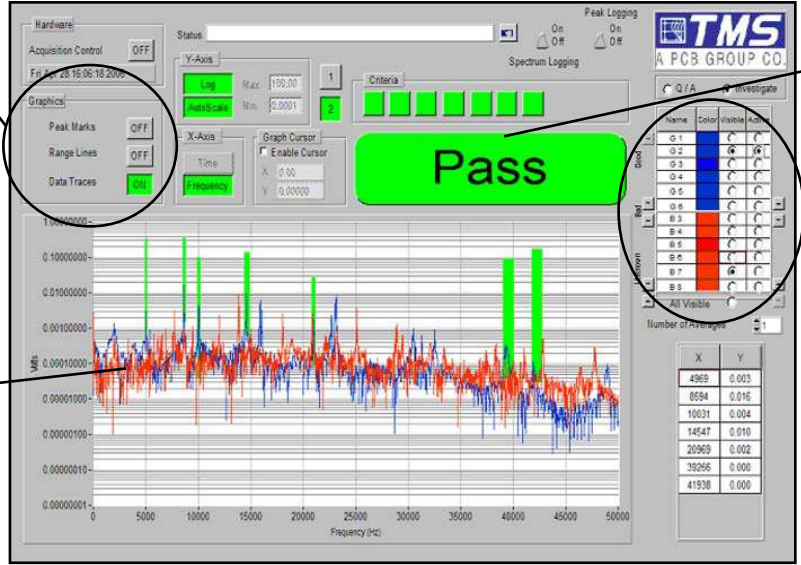 Hardware
Acquisition Control OFF
Fri Apr 28 16:06:18 2006
Graphics
Peak Marks OFF
Range Lines OFF
Data Traces ON
Status
Y-Axis
Log Max 100.00
AutoScale Min 0.0001
1
2
X-Axis
Time
Frequency
Graph Cursor
Enable Cursor
X 0.00
Y 0.00000
Criteria
Peak Logging
On
Off
On
Off
Spectrum Logging
Pass
TMS
A PCB GROUP CO.
Q / A Investigate
Name Color Visible Active
Good
Bad
Unknown
G 1
G 2
G 3
G 4
G 5
G 6
B 3
B 4
B 5
B 6
B 7
B 8
All Visible
Number of Averages 1
X Y
4969 0.003
8594 0.016
10031 0.004
14547 0.010
20969 0.002
39266 0.000
41938 0.000
1.00000000
0.10000000
0.01000000
0.00100000
0.00010000
0.00001000
0.00000100
0.00000010
0.00000001
0 5000 10000 15000 20000 25000 30000 35000 40000 45000 50000
Frequency (Hz)